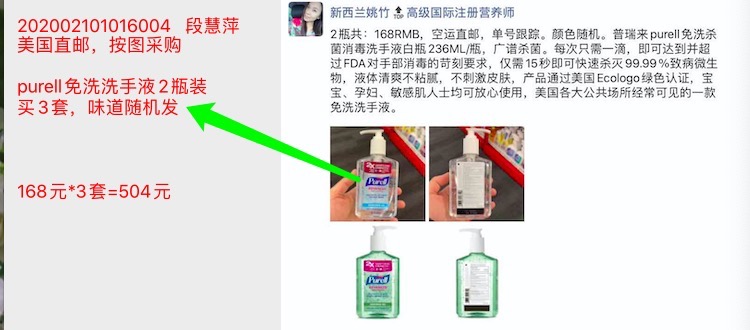 202002101016004 段慧萍
美国直邮，按图采购
purell免洗洗手液2瓶装
买3套，味道随机发
168元*3套=504元
新西兰姚竹 TOP 高级国际注册营养师
2瓶共：168RMB，空运直邮，单号跟踪。颜色随机。普瑞来purell免洗杀
菌消毒洗手液白瓶236ML/瓶，广谱杀菌。每次只需一滴，即可达到并超
过FDA对手部消毒的苛刻要求，仅需15秒即可快速杀灭99.99%致病微生
物，液体清爽不粘腻，不刺激皮肤，产品通过美国Ecologo绿色认证，宝
宝、孕妇、敏感肌人士均可放心使用，美国各大公共场所经常可见的一款
免洗洗手液。
2X
Purell
2X
Purell